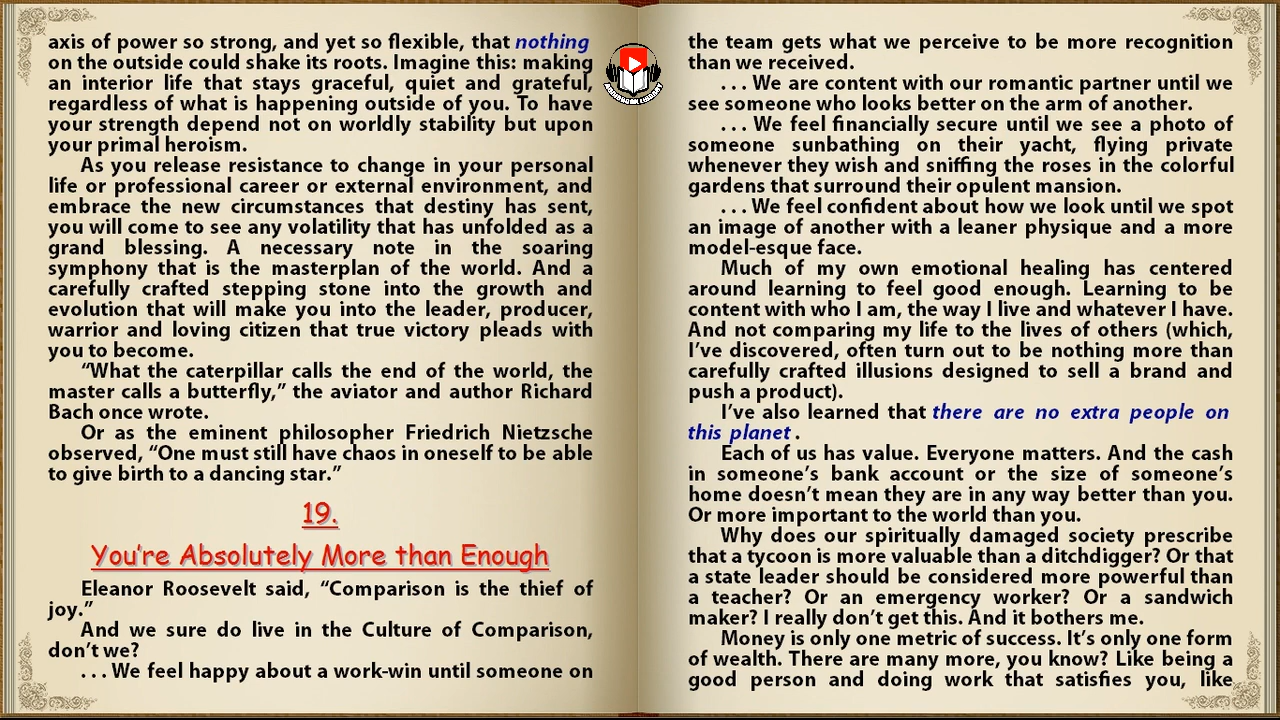 axis of power so strong, and yet so flexible, that nothing
on the outside could shake its roots. Imagine this: making
an interior life that stays graceful, quiet and grateful,
regardless of what is happening outside of you. To have
your strength depend not on worldly stability but upon
your primal heroism.
As you release resistance to change in your personal
life or professional career or external environment, and
embrace the new circumstances that destiny has sent,
you will come to see any volatility that has unfolded as a
grand blessing. A necessary note in the soaring
symphony that is the masterplan of the world. And a
carefully crafted stepping stone into the growth and
evolution that will make you into the leader, producer,
warrior and loving citizen that true victory pleads with
you to become.
“What the caterpillar calls the end of the world, the
master calls a butterfly,” the aviator and author Richard
Bach once wrote.
Or as the eminent philosopher Friedrich Nietzsche
observed, “One must still have chaos in oneself to be able
to give birth to a dancing star.”
19.
You’re Absolutely More than Enough
Eleanor Roosevelt said, “Comparison is the thief of
joy.”
And we sure do live in the Culture of Comparison,
don’t we?
. . . We feel happy about a work-win until someone on
the team gets what we perceive to be more recognition
than we received.
. . . We are content with our romantic partner until we
see someone who looks better on the arm of another.
. . . We feel financially secure until we see a photo of
someone sunbathing on their yacht, flying private
whenever they wish and sniffing the roses in the colorful
gardens that surround their opulent mansion.
. . . We feel confident about how we look until we spot
an image of another with a leaner physique and a more
model-esque face.
Much of my own emotional healing has centered
around learning to feel good enough. Learning to be
content with who I am, the way I live and whatever I have.
And not comparing my life to the lives of others (which,
I’ve discovered, often turn out to be nothing more than
carefully crafted illusions designed to sell a brand and
push a product).
I’ve also learned that there are no extra people on
this planet .
Each of us has value. Everyone matters. And the cash
in someone’s bank account or the size of someone’s
home doesn’t mean they are in any way better than you.
Or more important to the world than you.
Why does our spiritually damaged society prescribe
that a tycoon is more valuable than a ditchdigger? Or that
a state leader should be considered more powerful than
a teacher? Or an emergency worker? Or a sandwich
maker? I really don’t get this. And it bothers me.
Money is only one metric of success. It’s only one form
of wealth. There are many more, you know? Like being a
good person and doing work that satisfies you, like